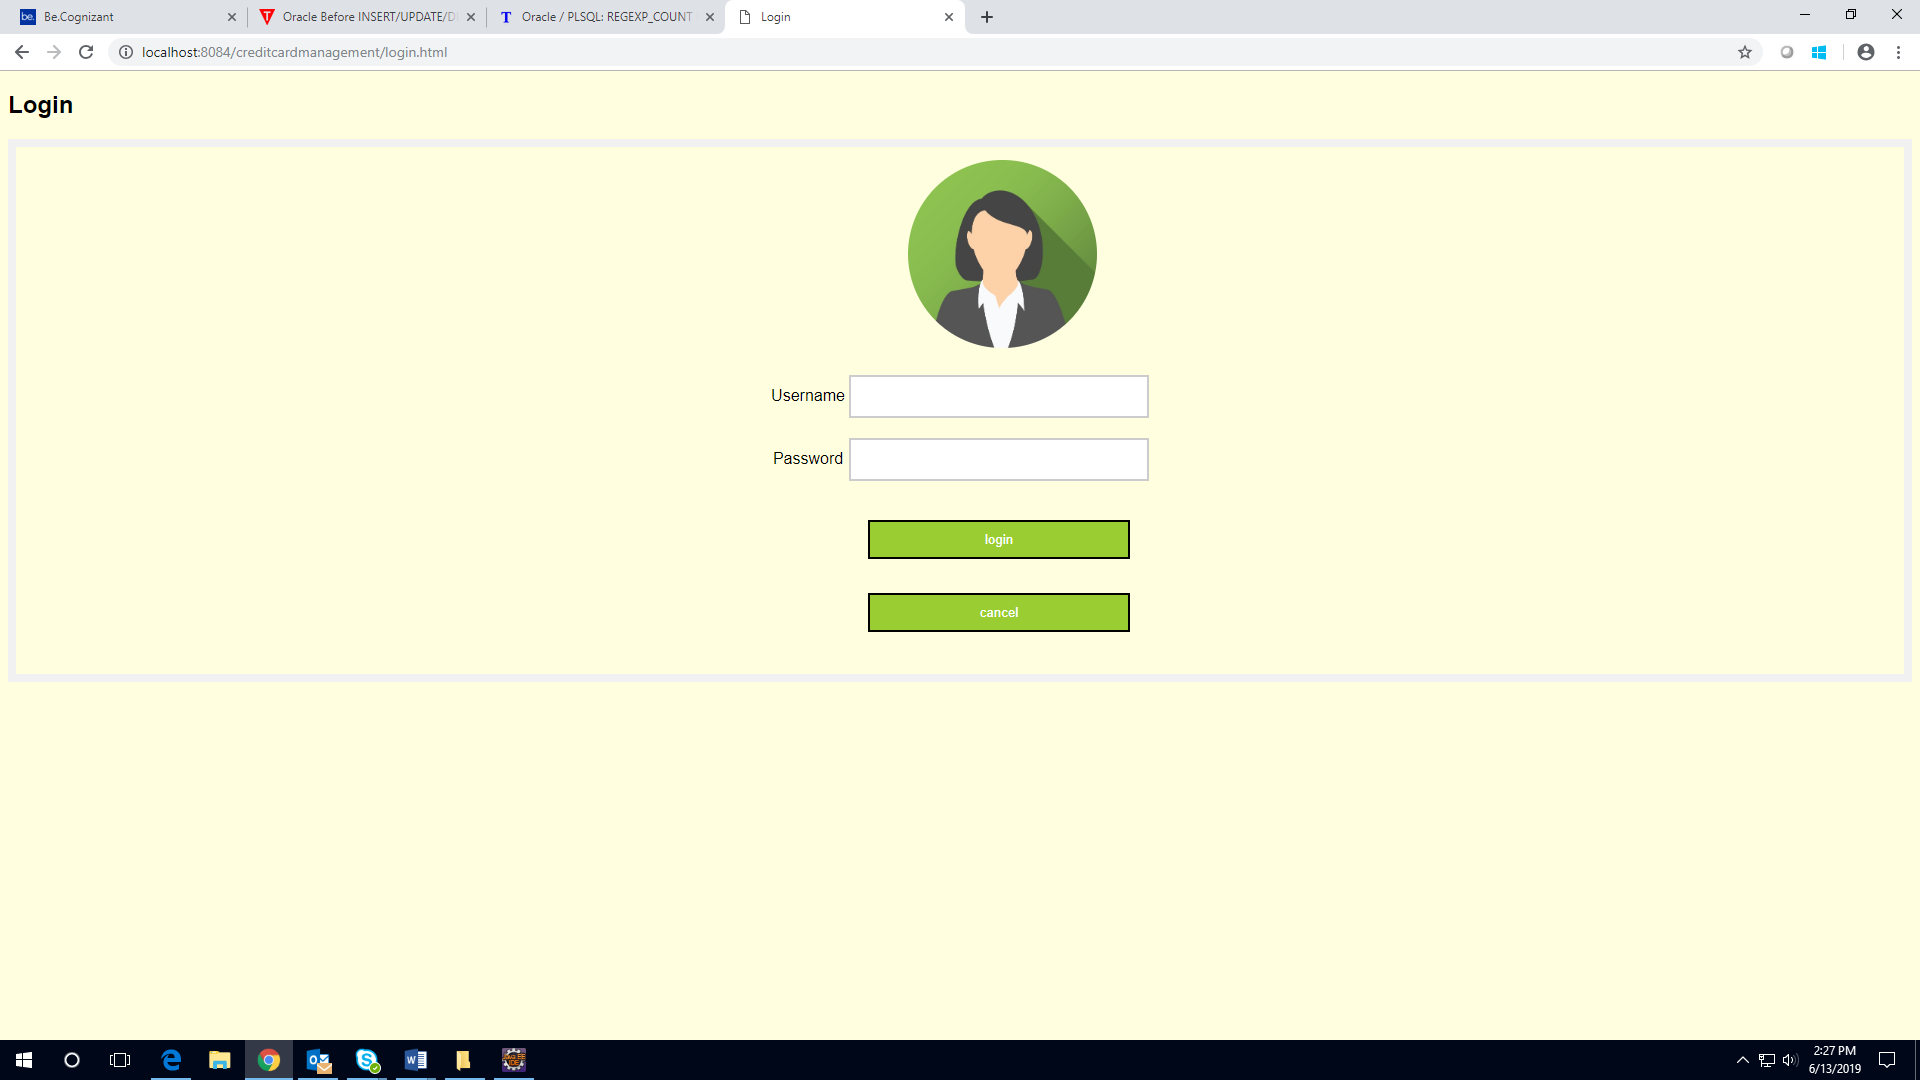 be. Be.Cognizant
Oracle Before INSERT/UPDATE/D
T Oracle / PLSQL: REGEXP_COUNT
Login
localhost:8084/creditcardmanagement/login.html
Login
Username
Password
login
cancel
2:27 PM
6/13/2019